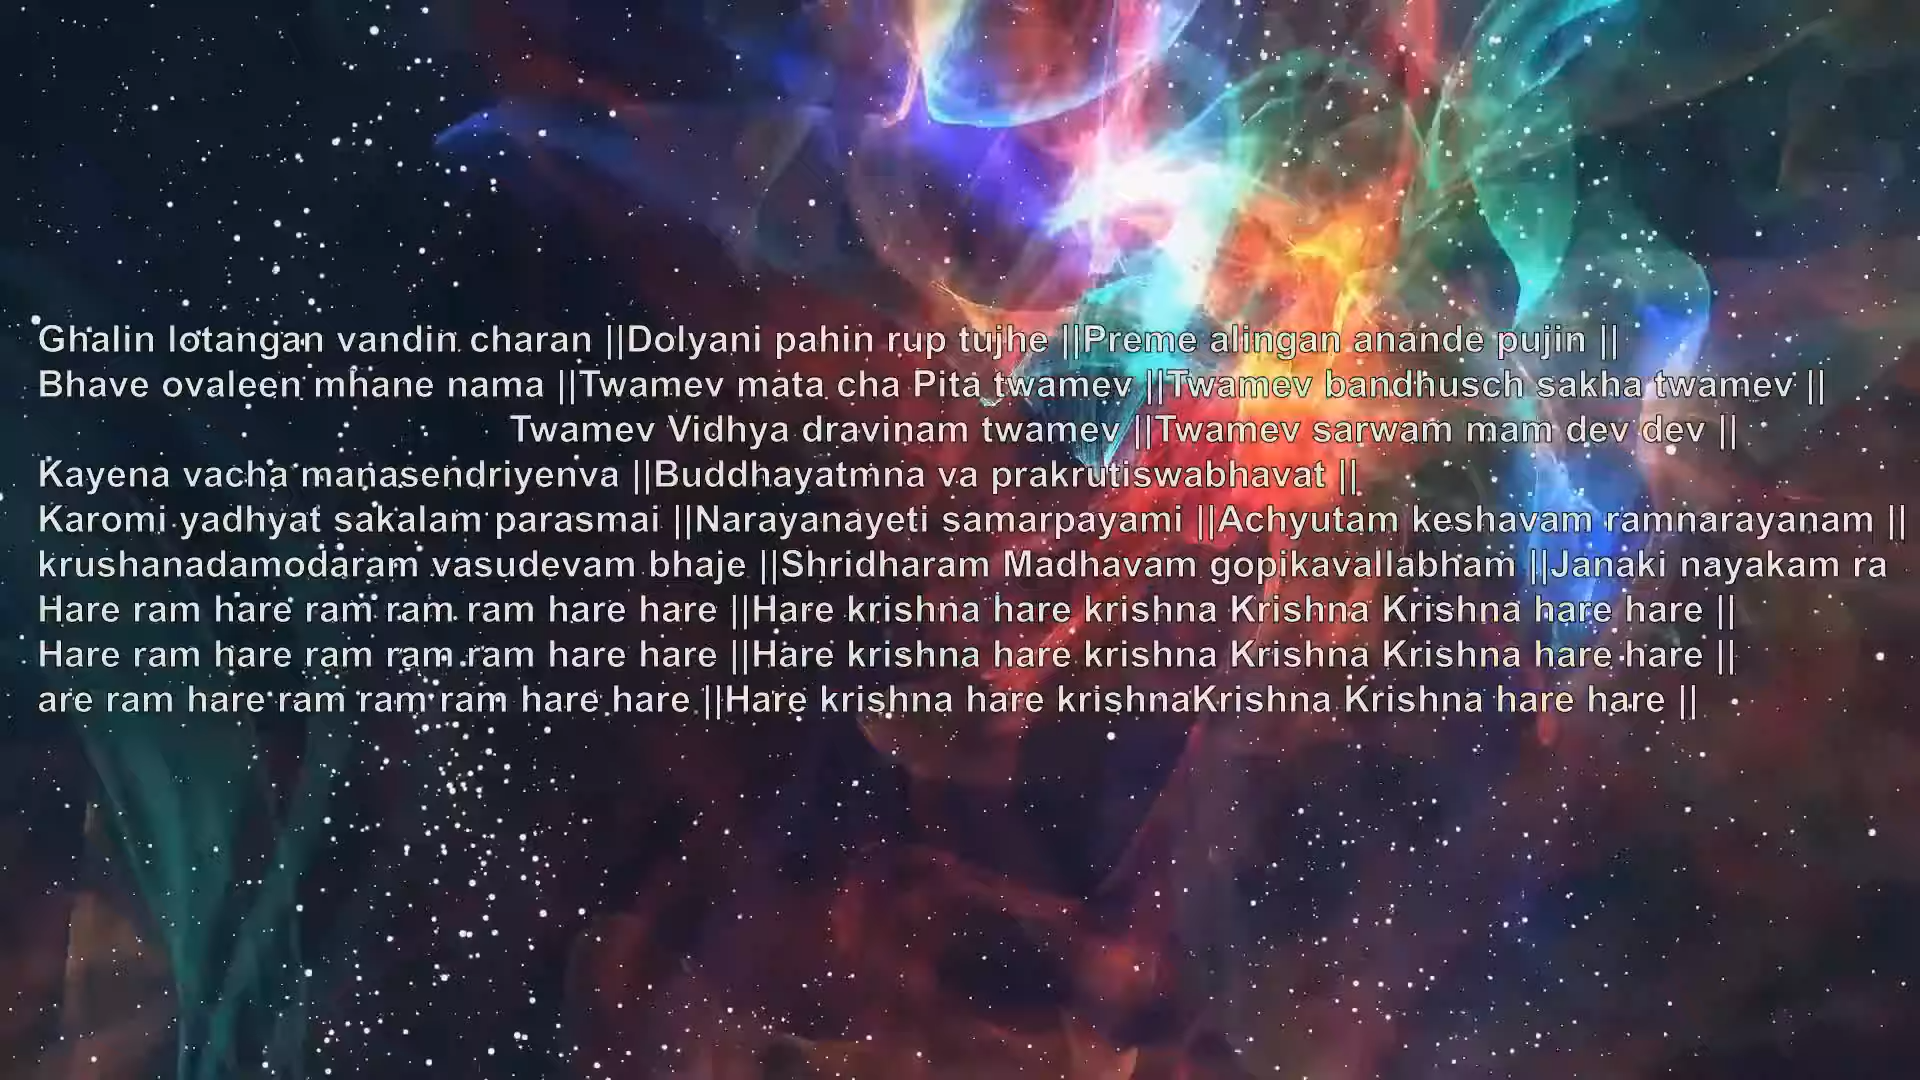 Ghalin lotangan vandin charan ||Dolyani pahin rup tujhe ||Preme alingan anande pujin ||
Bhave ovaleen mhane nama ||Twamev mata cha Pita twamev ||Twamev bandhusch sakha twamev ||
Twamev Vidhya dravinam twamev ||Twamev sarwam mam dev dev ||
Kayena vacha manasendriyenva ||Buddhayatmna va prakrutiswabhavat ||
Karomi yadhyat sakalam parasmai ||Narayanayeti samarpayami ||Achyutam keshavam ramnarayanam ||
krushanadamodaram vasudevam bhaje ||Shridharam Madhavam gopikavallabham ||Janaki nayakam ra
Hare ram hare ram ram ram hare hare ||Hare krishna hare krishna Krishna Krishna hare hare ||
Hare ram hare ram ram ram hare hare ||Hare krishna hare krishna Krishna Krishna hare hare ||
are ram hare ram ram ram hare hare ||Hare krishna hare krishnaKrishna Krishna hare hare ||